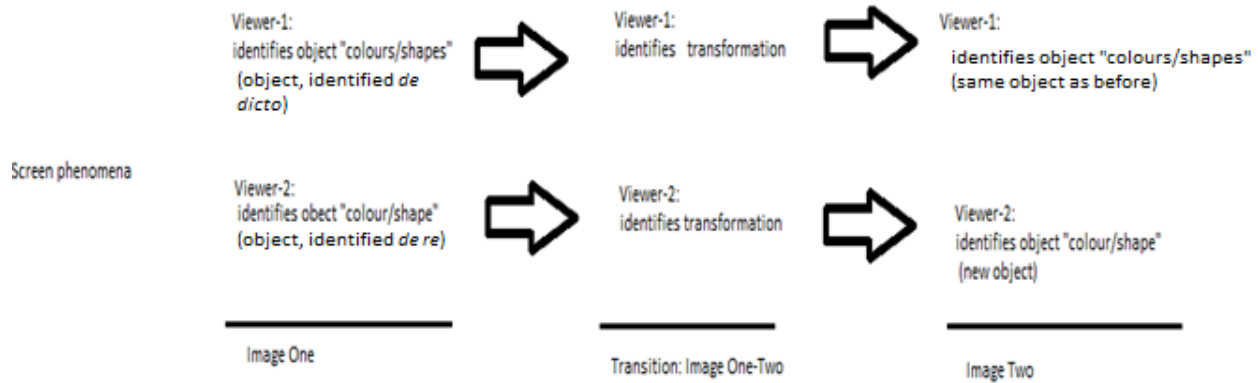 Viewer-1:
identifies object "colours/shapes"
(object, identified de
dicto)
Viewer-1:
identifies transformation
Viewer-1:
identifies object "colours/shapes"
(same object as before)
Screen phenomena
Viewer-2:
identifies obect "colour/shape"
(object, identified de re)
Viewer-2:
identifies transformation
Viewer-2:
identifies object "colour/shape"
(new object)
Image One
Transition: Image One-Two
Image Two